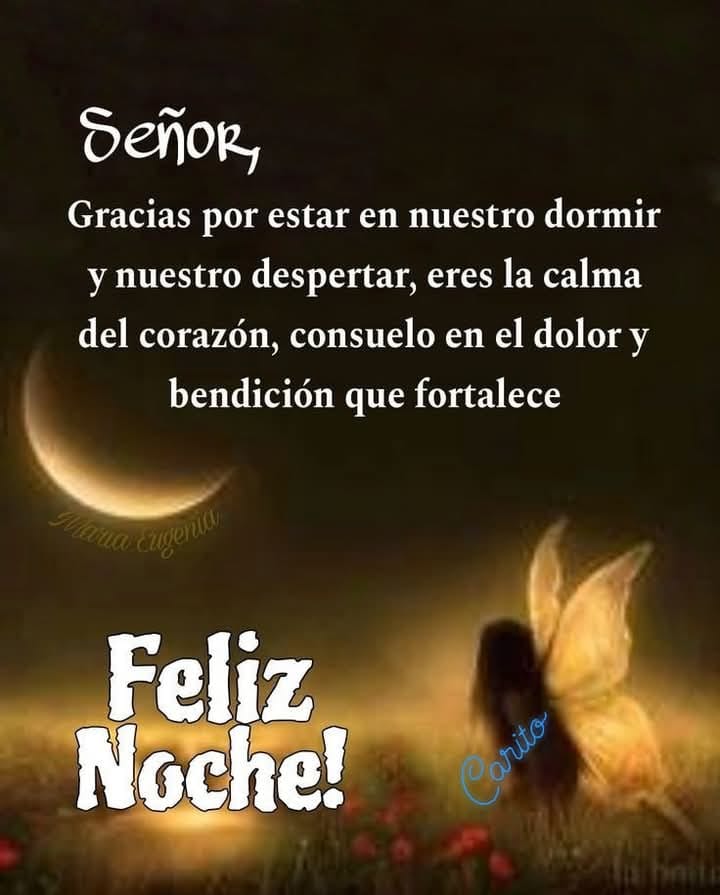 Señor,
Gracias por estar en nuestro dormir
y nuestro despertar, eres la calma
del corazón, consuelo en el dolor y
bendición que fortalece
Maria Eugenia
Feliz
Noche!
Carito